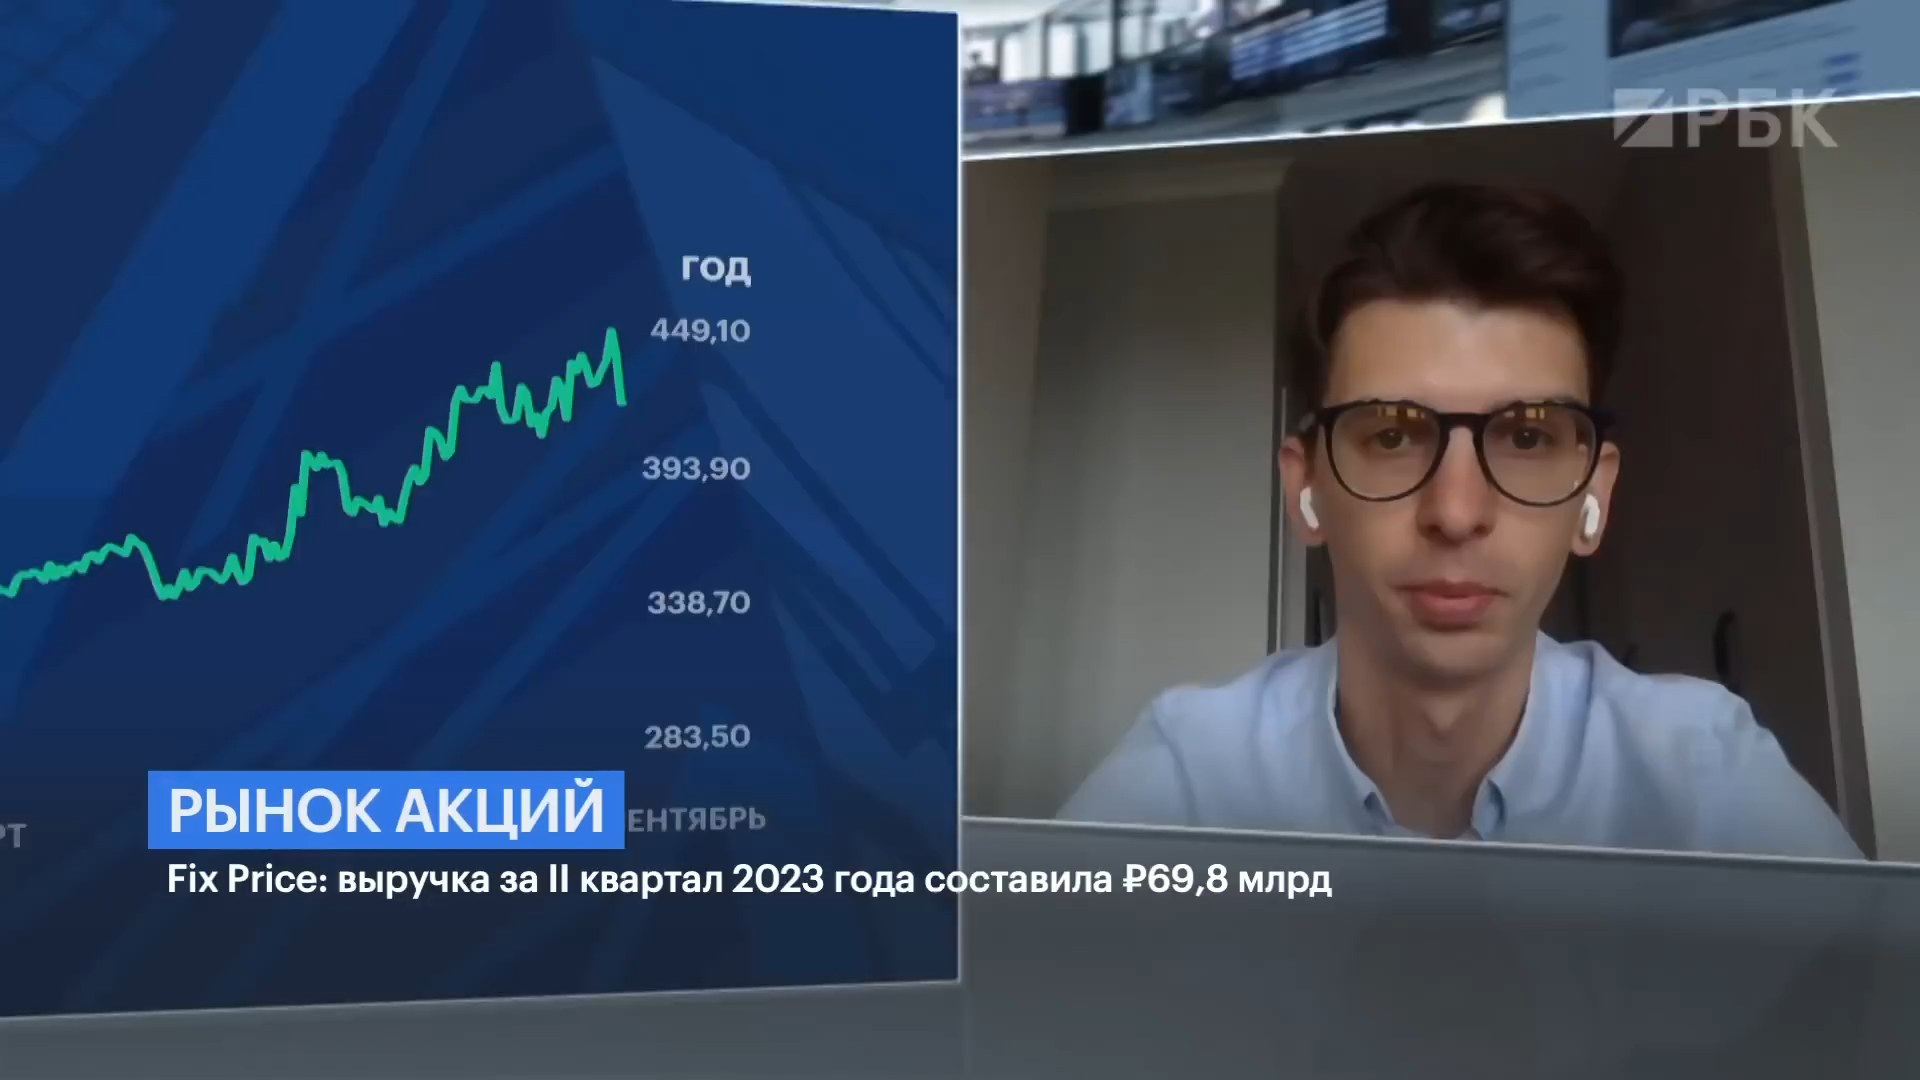 РБК
ГОД
449,10
393,90
338,70
283,50
РТ
ЕНТЯБРЬ
РЫНОК АКЦИЙ
Fix Price: выручка за II квартал 2023 года составила ₽69,8 млрд